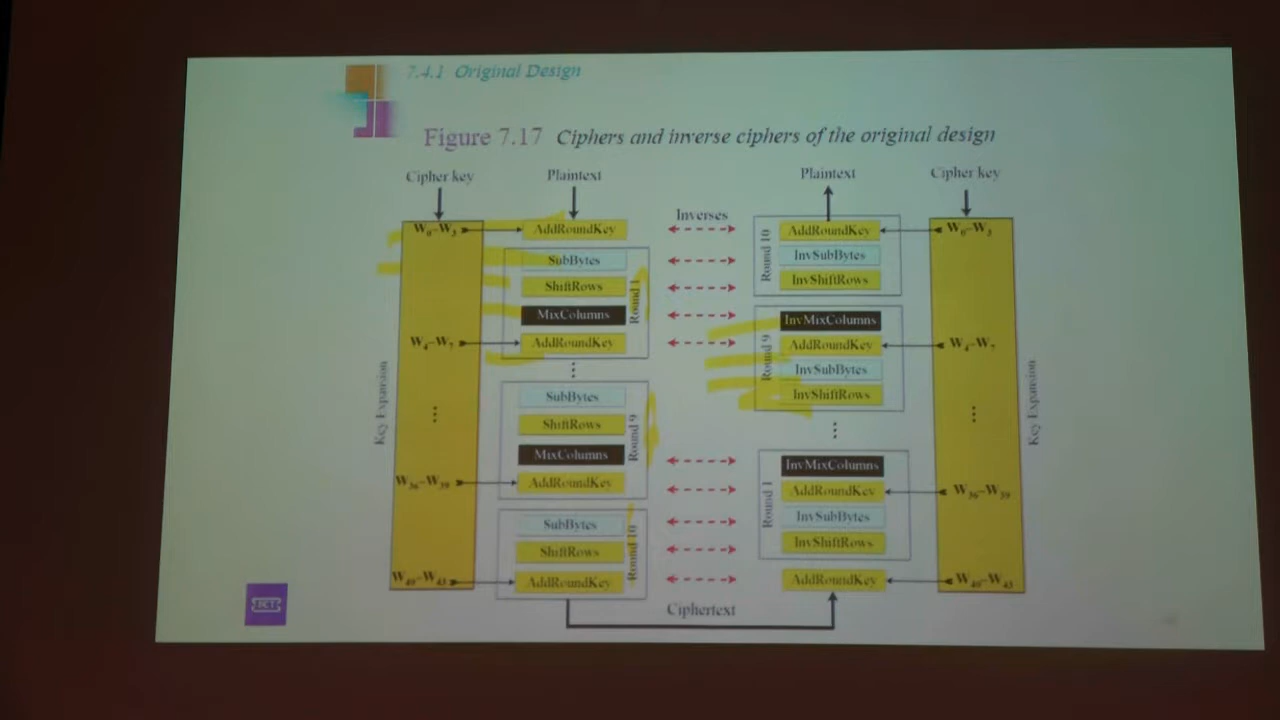 7.4.1 Original Design
Figure 7.17 Ciphers and inverse ciphers of the original design
Cipher key
Plaintext
Plaintext
Cipher key
Inverses
Key Expansion
W0–W3
W4–W7
⋮
W36–W39
W40–W43
AddRoundKey
SubBytes
ShiftRows
MixColumns
AddRoundKey
Round 1
⋮
SubBytes
ShiftRows
MixColumns
AddRoundKey
Round 9
SubBytes
ShiftRows
AddRoundKey
Round 10
Ciphertext
Round 10
AddRoundKey
InvSubBytes
InvShiftRows
Round 9
InvMixColumns
AddRoundKey
InvSubBytes
InvShiftRows
⋮
Round 1
InvMixColumns
AddRoundKey
InvSubBytes
InvShiftRows
AddRoundKey
W0–W3
W4–W7
⋮
W36–W39
W40–W43
Key Expansion